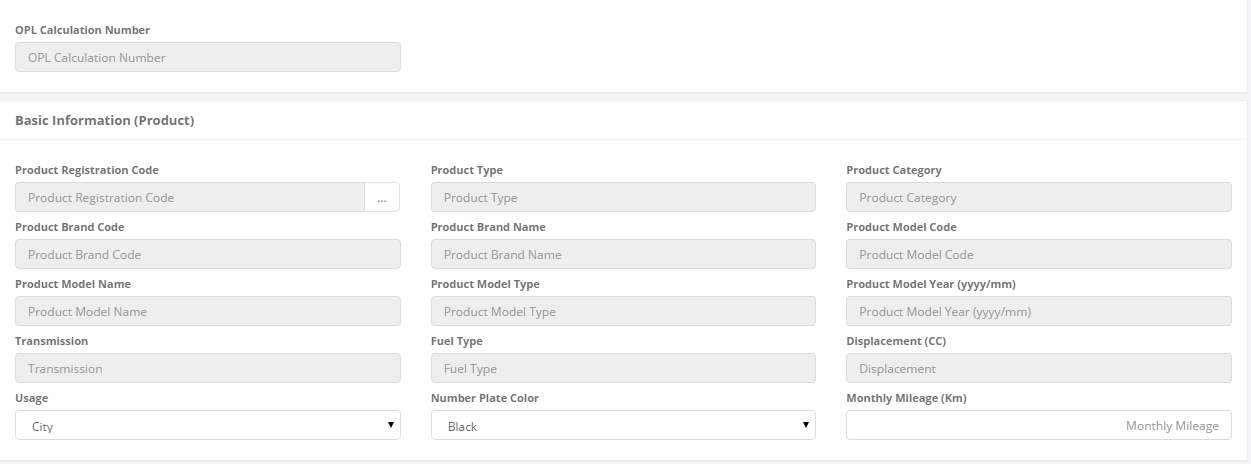 OPL Calculation Number
OPL Calculation Number
Basic Information (Product)
Product Registration Code Product Type Product Category
Product Registration Code ... Product Type Product Category
Product Brand Code Product Brand Name Product Model Code
Product Brand Code Product Brand Name Product Model Code
Product Model Name Product Model Type Product Model Year (yyyy/mm)
Product Model Name Product Model Type Product Model Year (yyyy/mm)
Transmission Fuel Type Displacement (CC)
Transmission Fuel Type Displacement
Usage Number Plate Color Monthly Mileage (Km)
City Black Monthly Mileage